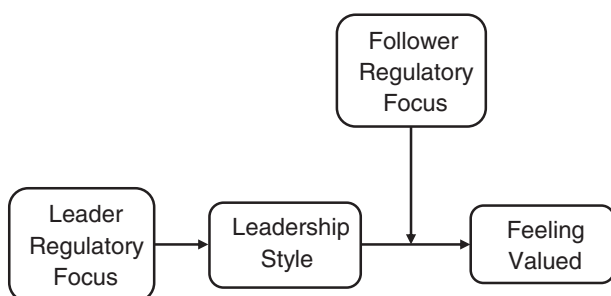 Follower
Regulatory
Focus
Leader
Regulatory
Focus
Leadership
Style
Feeling
Valued